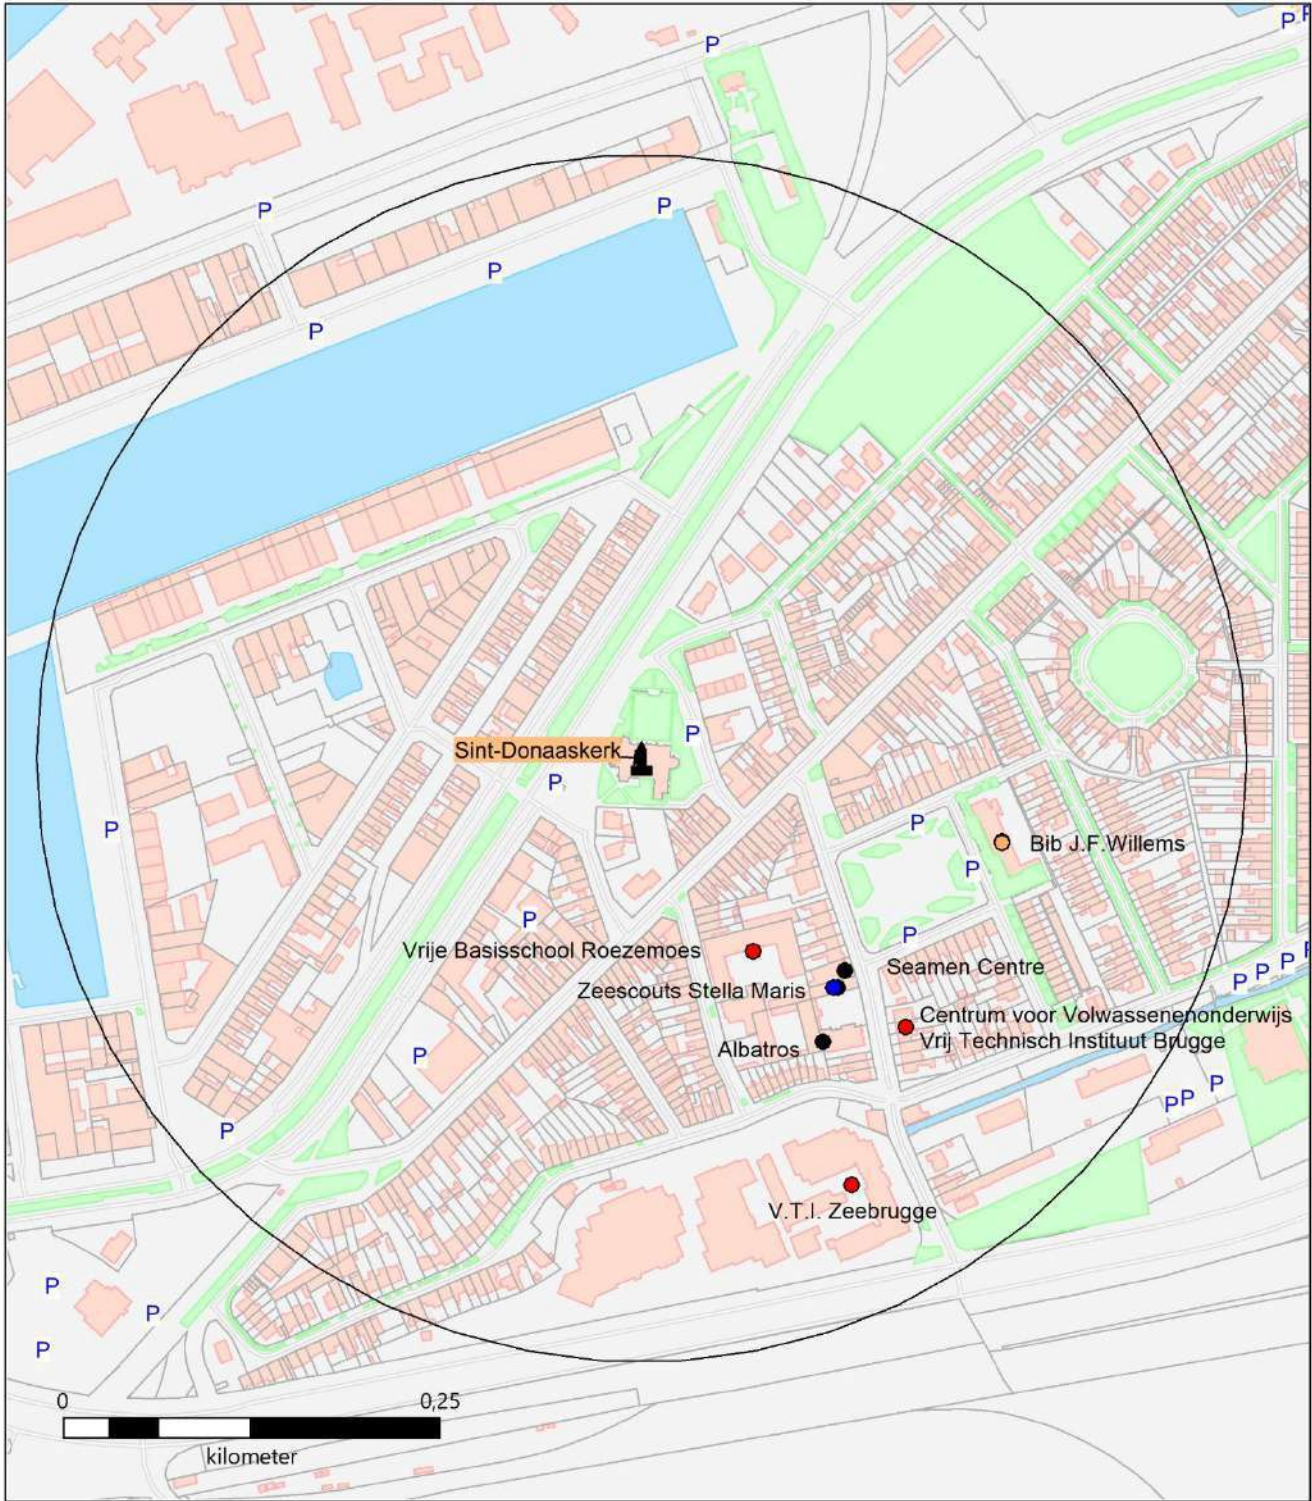 P
P
P
P
P
P
P
Sint-Donaaskerk
P
P
P
P
Bib J.F.Willems
P
P
P
Vrije Basisschool Roezemoes
Seamen Centre
Zeescouts Stella Maris
P
P
P
P
Centrum voor Volwassenenonderwijs
Vrij Technisch Instituut Brugge
Albatros
P
P
P
P
P
V.T.I. Zeebrugge
P
P
P
0
0,25
kilometer